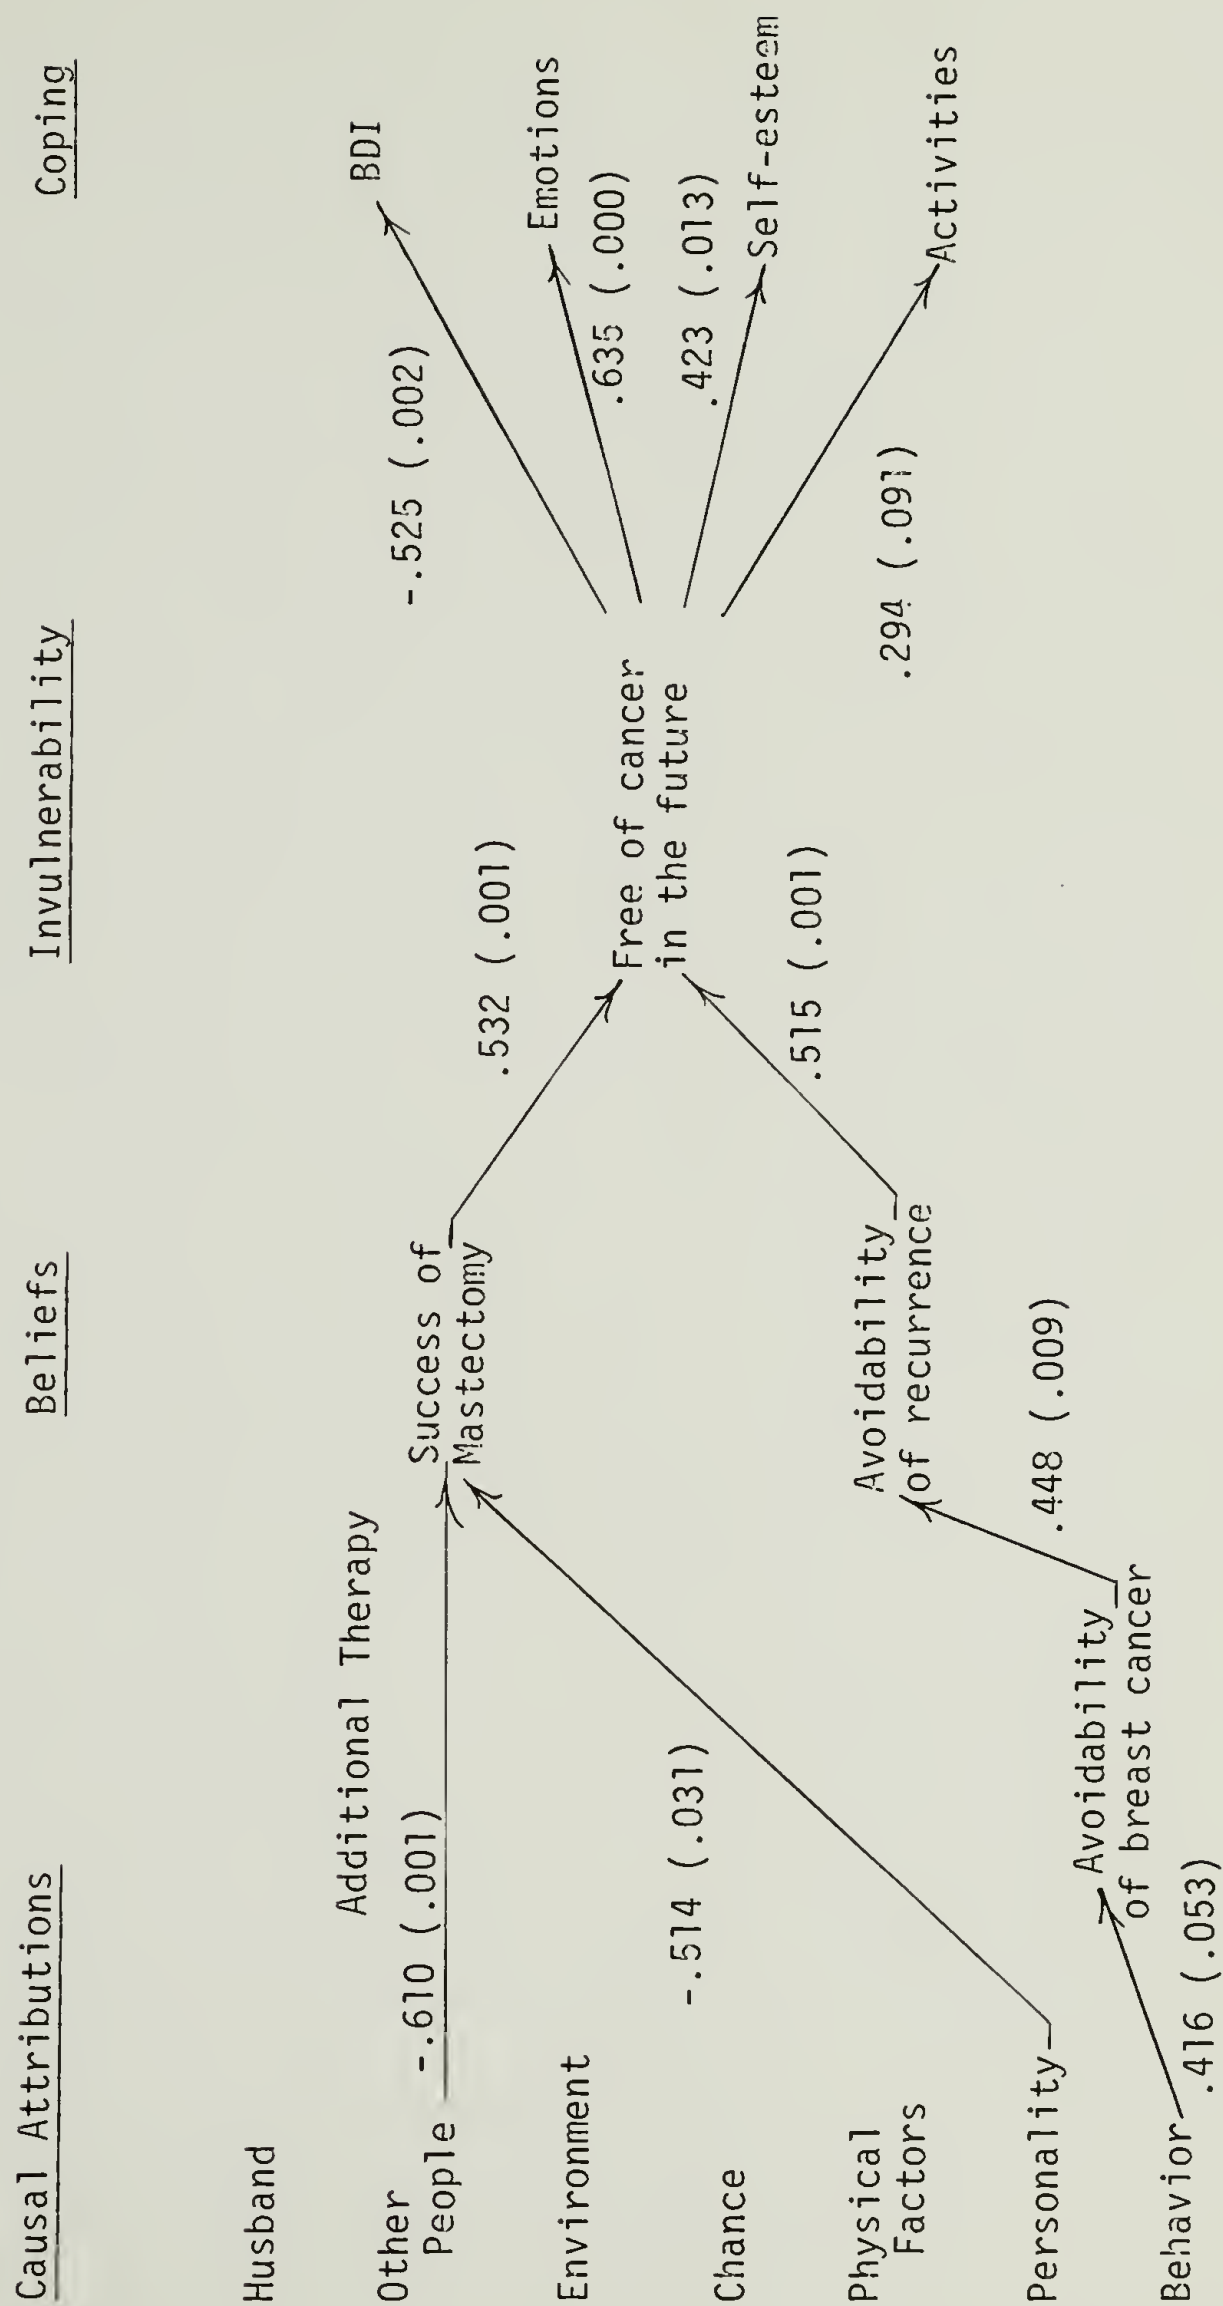 Causal Attributions
Beliefs
Invulnerability
Coping
Husband
Other
People
Environment
Chance
Physical
Factors
Personality
Behavior
Additional Therapy
-.610 (.001)
-.514 (.031)
.416 (.053)
Avoidability
of breast cancer
.448 (.009)
Success of
Mastectomy
Avoidability
of recurrence
.532 (.001)
.515 (.001)
Free of cancer
in the future
-.525 (.002)
.635 (.000)
.423 (.013)
.294 (.091)
BDI
Emotions
Self-esteem
Activities